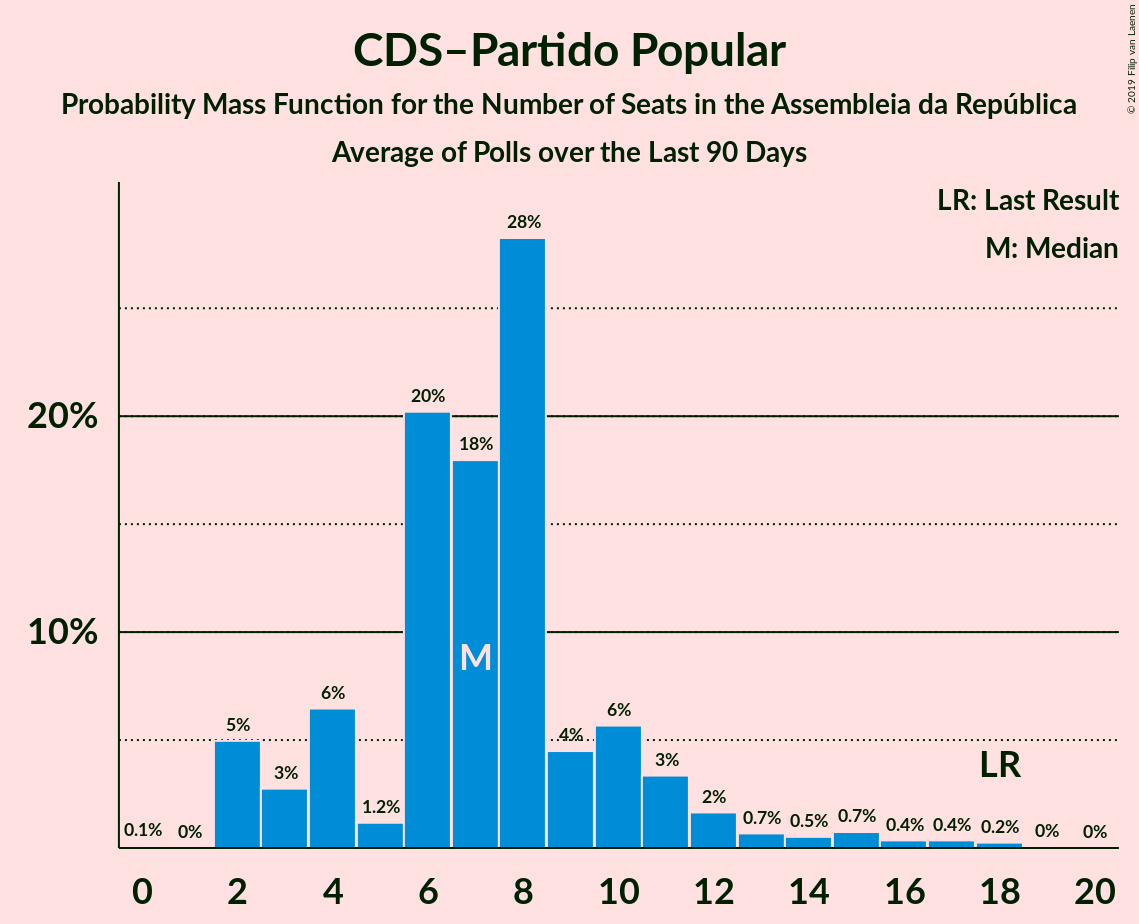 CDS–Partido Popular
Probability Mass Function for the Number of Seats in the Assembleia da República
Average of Polls over the Last 90 Days
© 2019 Filip van Laenen
LR: Last Result
M: Median
28%
20%
20%
18%
10%
M
6%
6%
5%
4%
LR
3%
3%
2%
1.2%
0.7%
0.5%
0.7%
0.4%
0.4%
0.2%
0.1%
0%
0%
0%
0 2 4 6 8 10 12 14 16 18 20